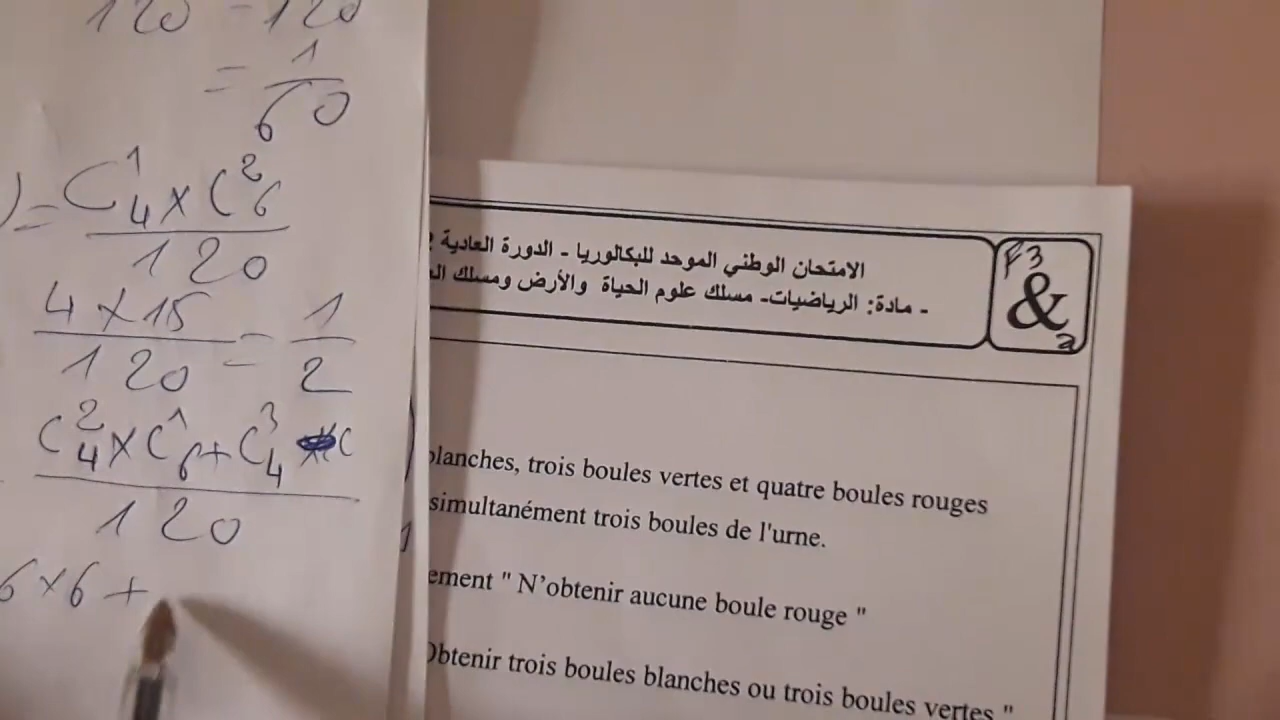 120 120
= 1/60
) = C¹₄ × C²₆ / 120
4 × 15 / 120 = 1/2
C²₄ × C¹₆ + C³₄ C / 120
6 × 6 +
الامتحان الوطني الموحد للبكالوريا - الدورة العادية
- مادة: الرياضيات- مسلك علوم الحياة والأرض ومسلك
F3
&
a
blanches, trois boules vertes et quatre boules rouges
simultanément trois boules de l'urne.
ement " N'obtenir aucune boule rouge "
Obtenir trois boules blanches ou trois boules vertes "